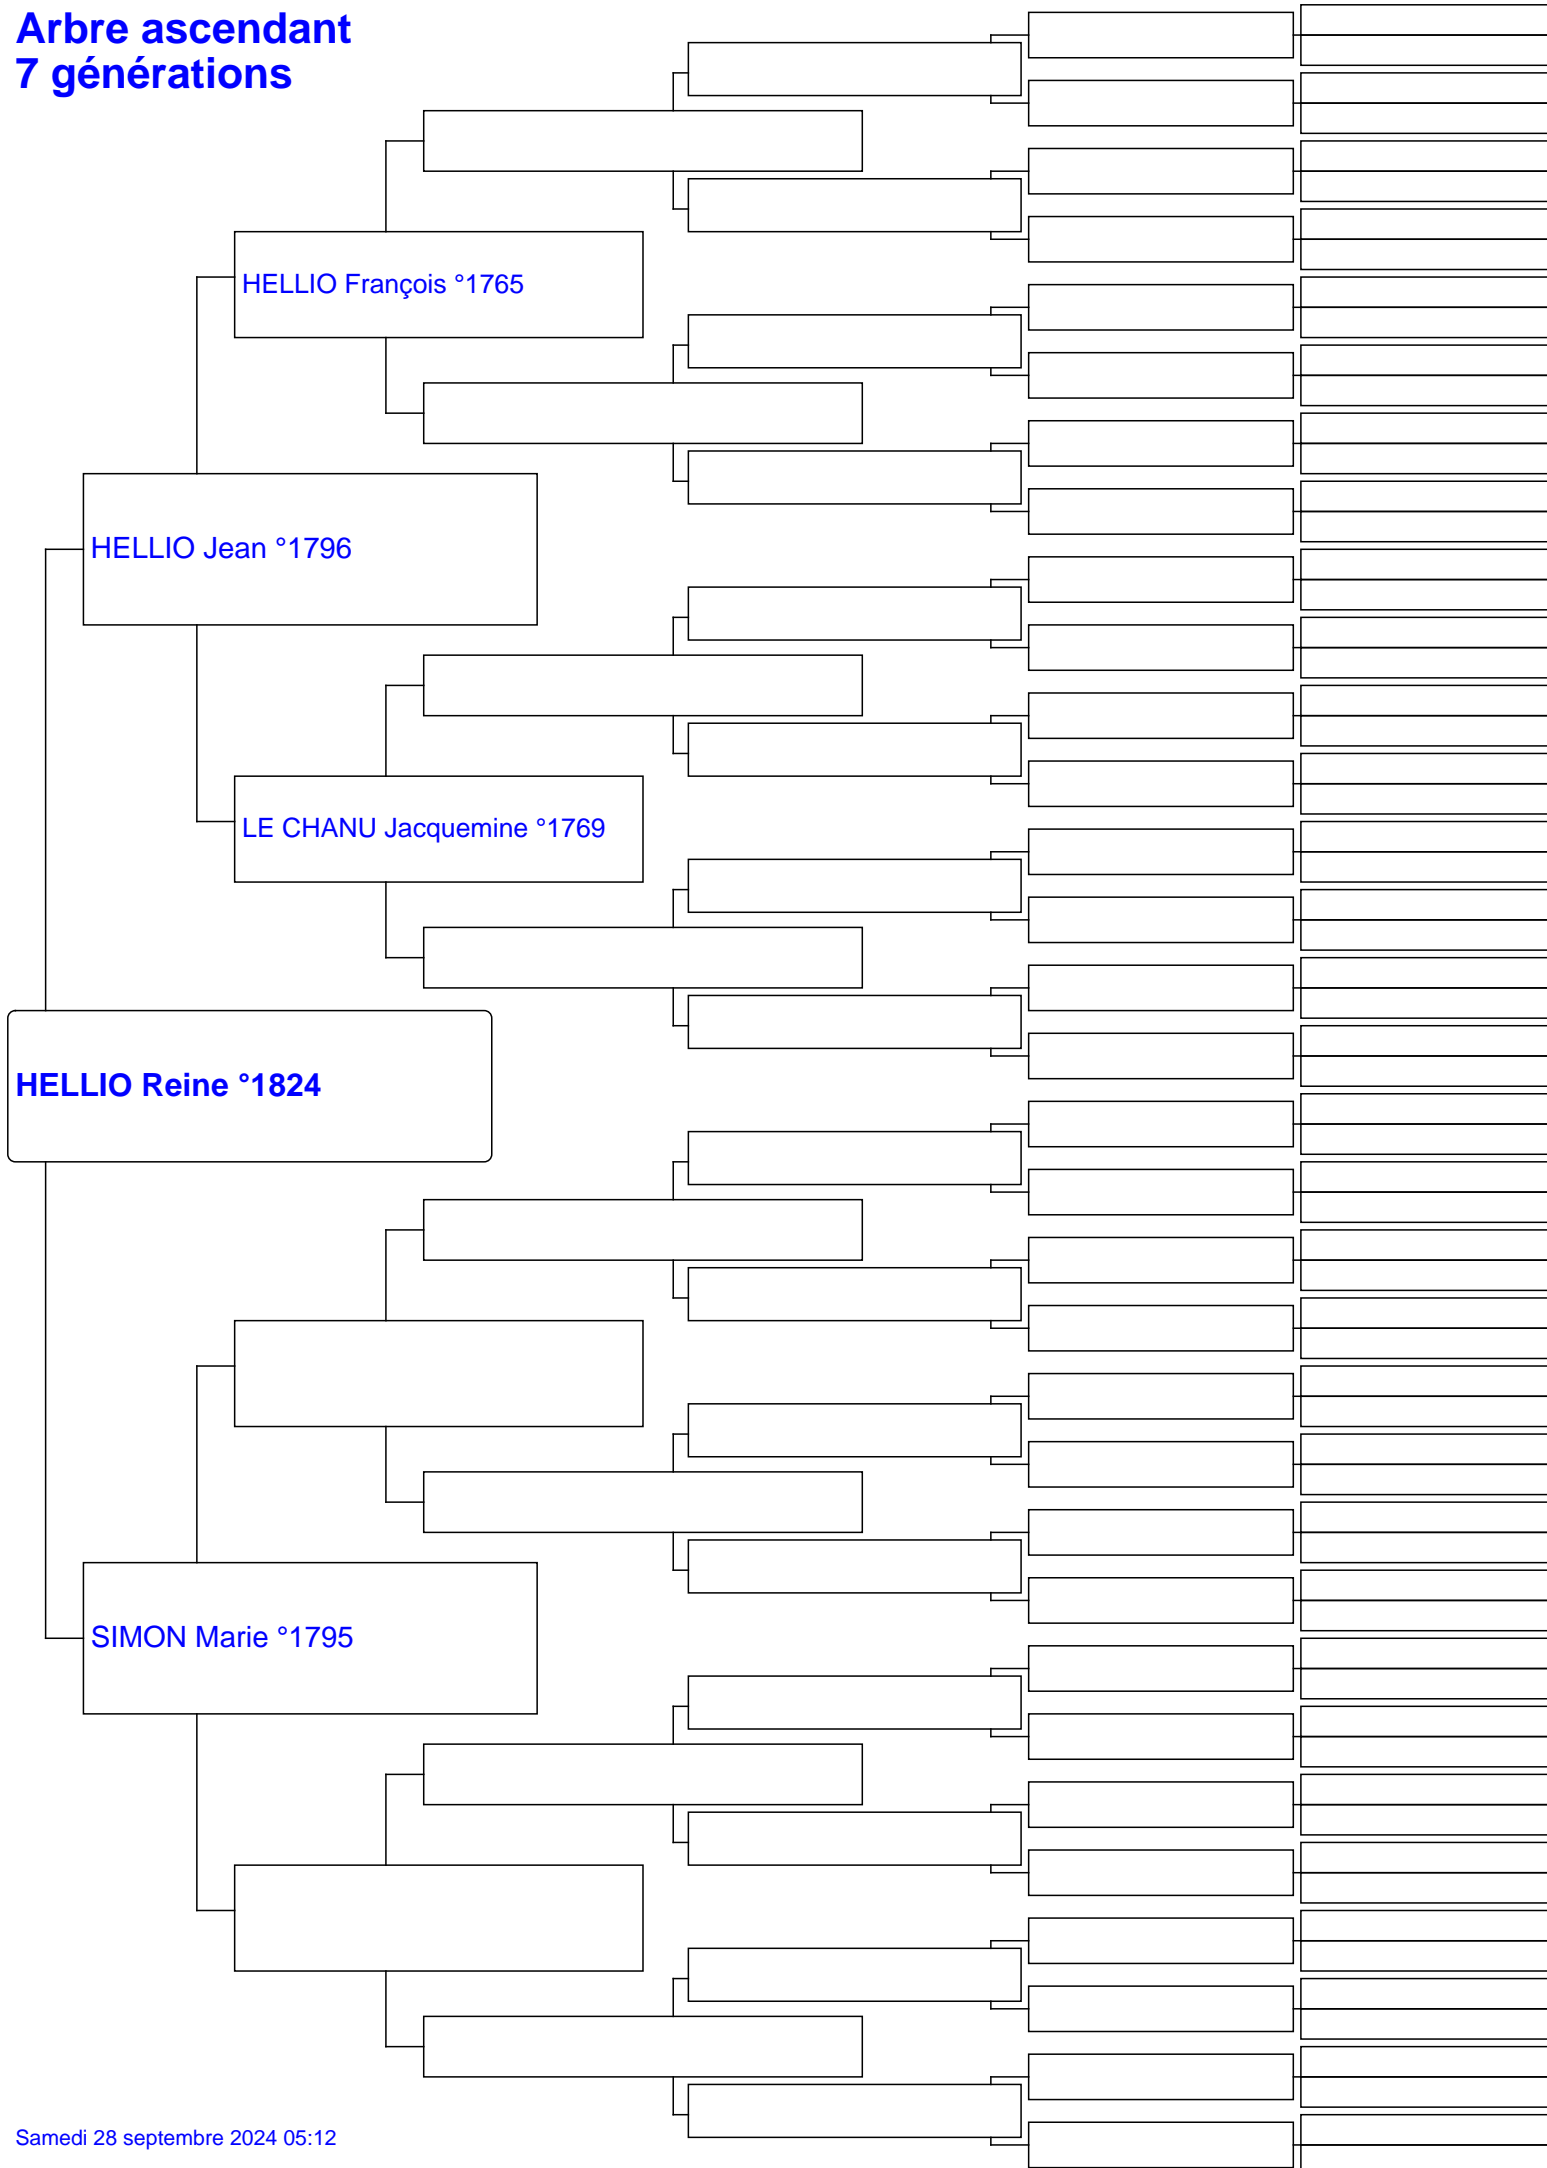 Arbre ascendant
7 générations
HELLIO François °1765
HELLIO Jean °1796
LE CHANU Jacquemine °1769
HELLIO Reine °1824
SIMON Marie °1795
Samedi 28 septembre 2024 05:12